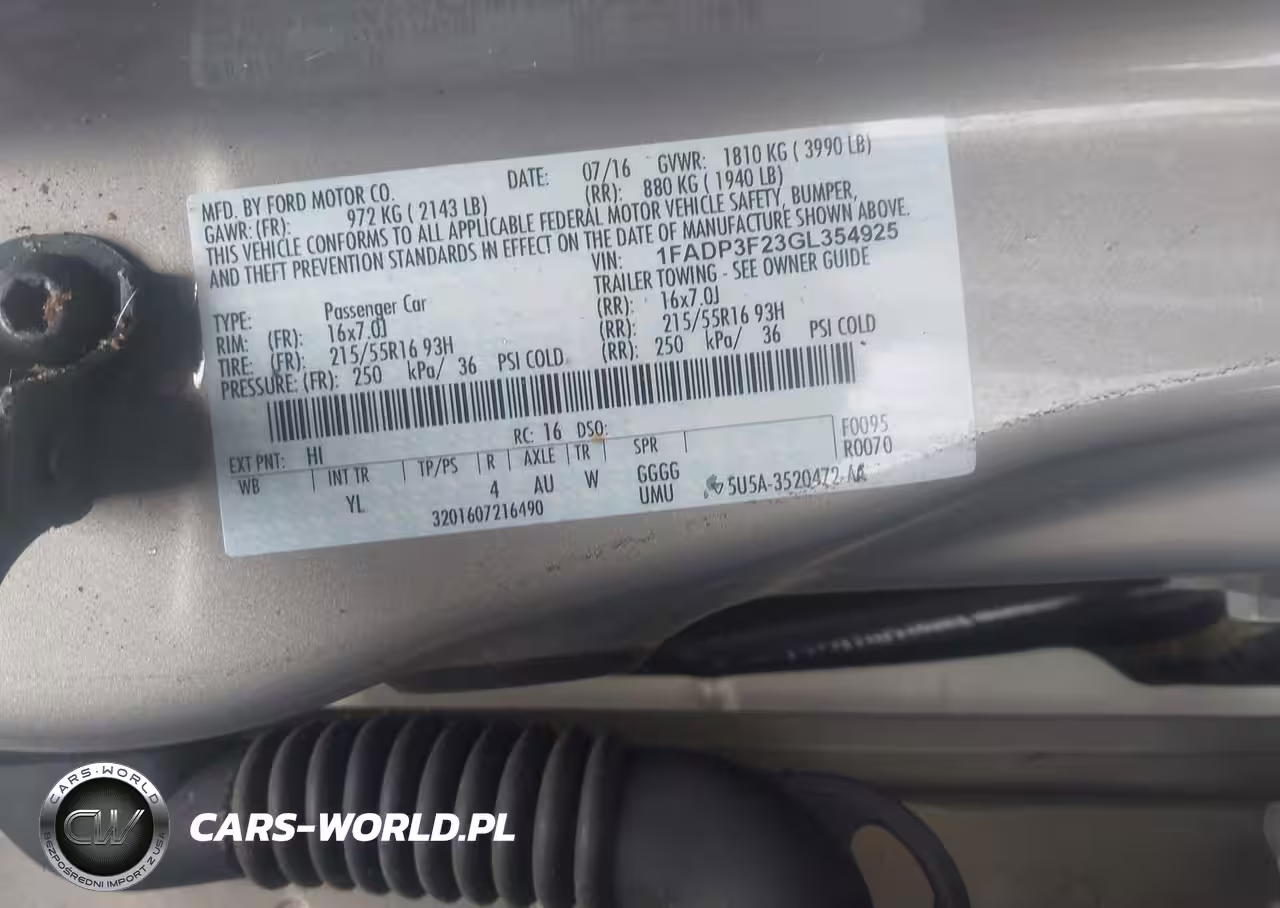 MFD. BY FORD MOTOR CO. DATE: 07/16 GVWR: 1810 KG ( 3990 LB)
GAWR: (FR): 972 KG ( 2143 LB) (RR): 880 KG ( 1940 LB)
THIS VEHICLE CONFORMS TO ALL APPLICABLE FEDERAL MOTOR VEHICLE SAFETY, BUMPER,
AND THEFT PREVENTION STANDARDS IN EFFECT ON THE DATE OF MANUFACTURE SHOWN ABOVE.
VIN: 1FADP3F23GL354925
TYPE: Passenger Car TRAILER TOWING - SEE OWNER GUIDE
RIM: (FR): 16x7.0J (RR): 16x7.0J
TIRE: (FR): 215/55R16 93H (RR): 215/55R16 93H
PRESSURE: (FR): 250 kPa/ 36 PSI COLD (RR): 250 kPa/ 36 PSI COLD
RC: 16 DSO: F0095
EXT PNT: HI R0070
WB INT TR TP/PS R AXLE TR SPR
YL 4 AU W GGGG
UMU
3201607216490 5U5A-3520472-AA
CARS-WORLD
CW
BEZPOŚREDNI IMPORT Z USA
CARS-WORLD.PL